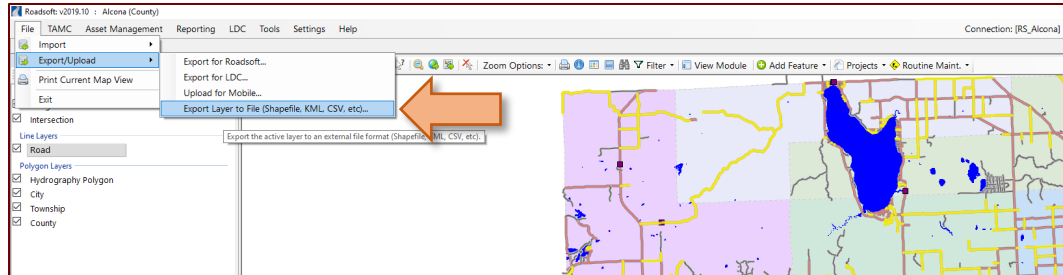 Roadsoft: v2019.10 : Alcona (County)
File TAMC Asset Management Reporting LDC Tools Settings Help Connection: [RS_Alcona]
Import
Export/Upload
Print Current Map View
Exit
Export for Roadsoft...
Export for LDC...
Upload for Mobile...
Export Layer to File (Shapefile, KML, CSV, etc)...
Zoom Options: Filter View Module Add Feature Projects Routine Maint.
Export the active layer to an external file format (Shapefile, KML, CSV, etc).
Intersection
Line Layers
Road
Polygon Layers
Hydrography Polygon
City
Township
County